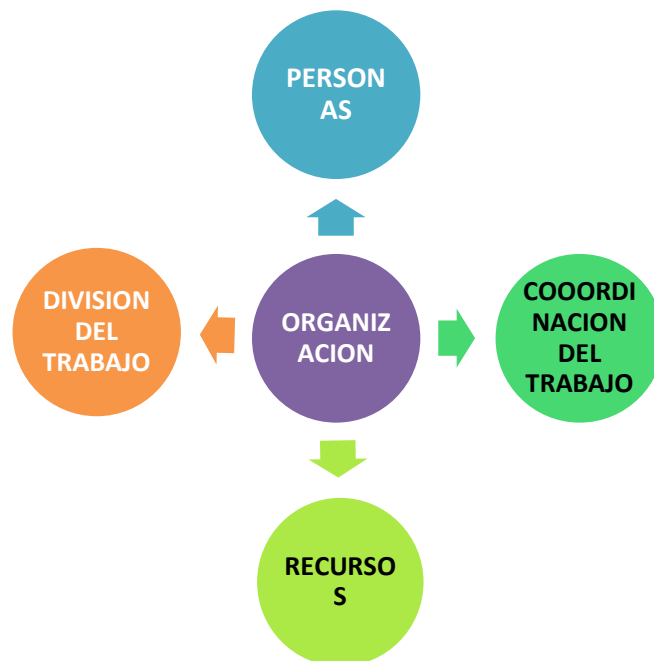 PERSON
AS
DIVISION
DEL
TRABAJO
ORGANIZ
ACION
COOORDI
NACION
DEL
TRABAJO
RECURSO
S